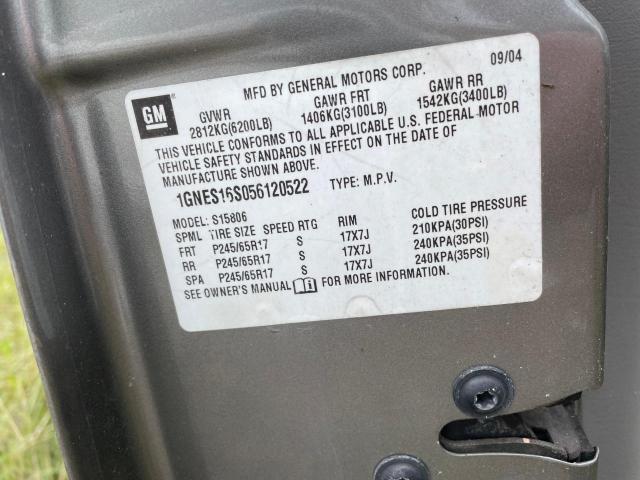 MFD BY GENERAL MOTORS CORP. 09/04
GM
GVWR GAWR FRT GAWR RR
2812KG(6200LB) 1406KG(3100LB) 1542KG(3400LB)
THIS VEHICLE CONFORMS TO ALL APPLICABLE U.S. FEDERAL MOTOR
VEHICLE SAFETY STANDARDS IN EFFECT ON THE DATE OF
MANUFACTURE SHOWN ABOVE.
1GNES16S056120522 TYPE: M.P.V.
MODEL: S15806
SPML TIRE SIZE SPEED RTG RIM COLD TIRE PRESSURE
FRT P245/65R17 S 17X7J 210KPA(30PSI)
RR P245/65R17 S 17X7J 240KPA(35PSI)
SPA P245/65R17 S 17X7J 240KPA(35PSI)
SEE OWNER'S MANUAL FOR MORE INFORMATION.